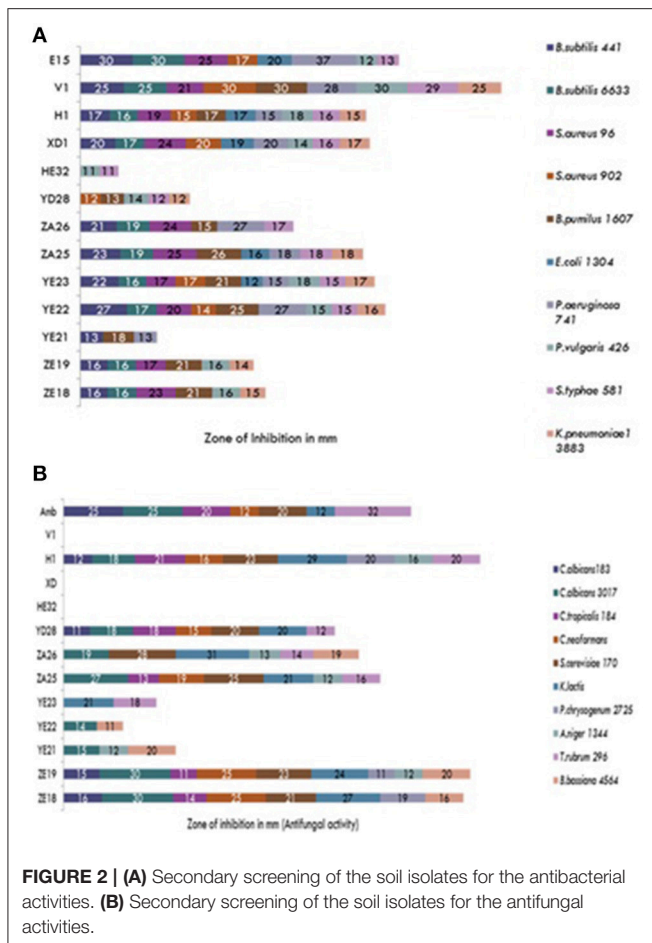 A
E15 30 30 25 17 20 37 12 13
V1 25 25 21 30 30 28 30 29 25
H1 17 16 19 15 17 17 15 18 16 15
XD1 20 17 24 20 19 20 14 16 17
HE32 11 11
YD28 12 13 14 12 12
ZA26 21 19 24 15 27 17
ZA25 23 19 25 26 16 18 18 18
YE23 22 16 17 17 21 12 15 18 15 17
YE22 27 17 20 14 25 27 15 15 16
YE21 13 18 13
ZE19 16 16 17 21 16 14
ZE18 16 16 23 21 16 15
Zone of Inhibition in mm
B.subtilis 441
B.subtilis 6633
S.aureus 96
S.aureus 902
B.pumilus 1607
E.coli 1304
P.aeruginosa
741
P.vulgaris 426
S.typhae 581
K.pneumoniae1
3883
B
Anb 25 25 20 12 20 12 32
V1
H1 12 18 21 16 23 29 20 16 20
XD
HE32
YD28 11 18 18 15 20 20 12
ZA26 19 28 31 13 14 19
ZA25 27 13 19 25 21 12 16
YE23 21 18
YE22 14 11
YE21 15 12 20
ZE19 15 30 11 25 23 24 11 12 20
ZE18 16 30 14 25 21 27 19 16
Zone of inhibition in mm (Antifungal activity)
C.albicans183
C.albicans 3017
C.tropicalis 184
C.neoformans
S.cerevisiae 170
K.lactis
P.chrysogenum 2725
A.niger 1344
T.rubrum 296
B.bassiana 4564
FIGURE 2 | (A) Secondary screening of the soil isolates for the antibacterial
activities. (B) Secondary screening of the soil isolates for the antifungal
activities.